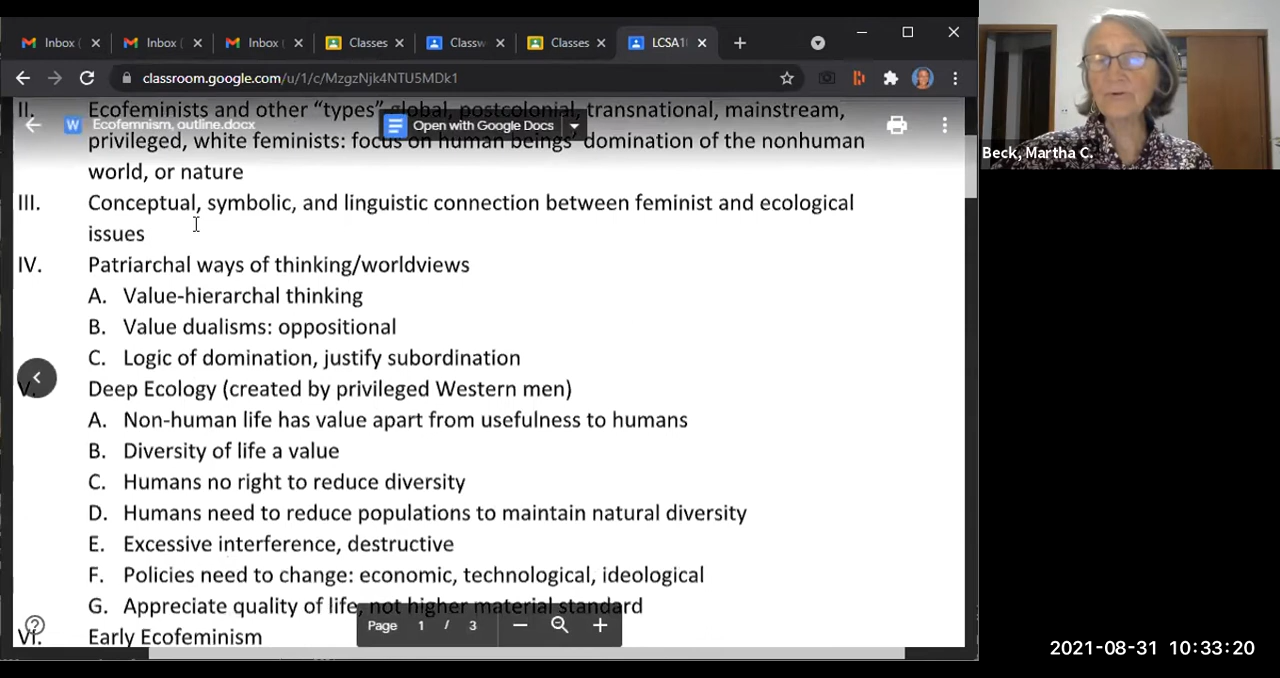 Inbox ( Inbox ( Inbox ( Classes Classw Classes LCSA1
classroom.google.com/u/1/c/MzgzNjk4NTU5MDk1
II. Ecofeminists and other “types” global, postcolonial, transnational, mainstream,
W Ecofemnism, outline.docx Open with Google Docs
privileged, white feminists: focus on human beings’ domination of the nonhuman
Beck, Martha C.
world, or nature
III. Conceptual, symbolic, and linguistic connection between feminist and ecological
issues
IV. Patriarchal ways of thinking/worldviews
A. Value-hierarchal thinking
B. Value dualisms: oppositional
C. Logic of domination, justify subordination
V. Deep Ecology (created by privileged Western men)
A. Non-human life has value apart from usefulness to humans
B. Diversity of life a value
C. Humans no right to reduce diversity
D. Humans need to reduce populations to maintain natural diversity
E. Excessive interference, destructive
F. Policies need to change: economic, technological, ideological
G. Appreciate quality of life, not higher material standard
Page 1 / 3
VI. Early Ecofeminism
2021-08-31 10:33:20